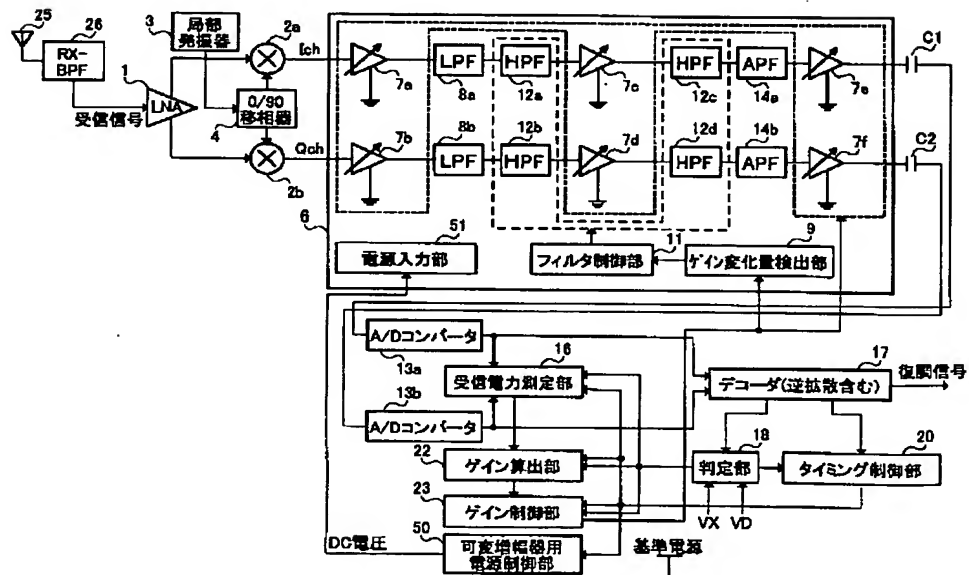 25
26
RX-
BPF
3
局部
発振器
1
LNA
受信信号
4
0/90
移相器
2a
Ich
2b
Qch
6
7a
LPF
8a
HPF
12a
7c
HPF
12c
APF
14a
7e
C1
7b
LPF
8b
HPF
12b
7d
HPF
12d
APF
14b
7f
C2
51
電源入力部
11
フィルタ制御部
9
ゲイン変化量検出部
A/Dコンバータ
13a
16
受信電力測定部
13b
A/Dコンバータ
17
デコーダ(逆拡散含む)
復調信号
22
ゲイン算出部
18
判定部
20
タイミング制御部
23
ゲイン制御部
VX
VD
50
DC電圧
可変増幅器用
電源制御部
基準電源